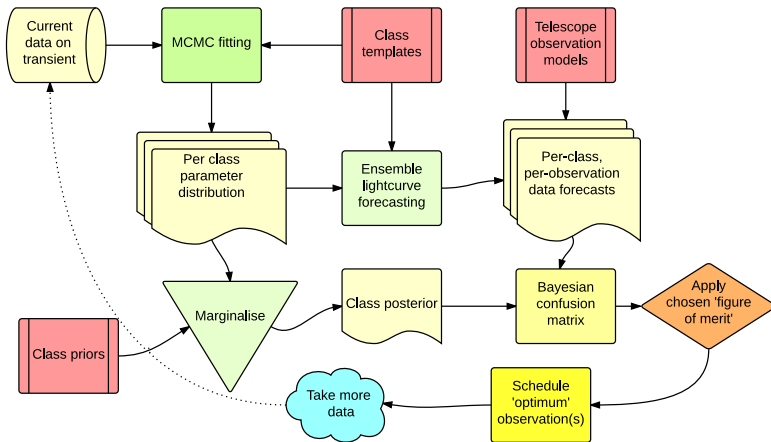 Current
data on
transient
MCMC fitting
Class
templates
Telescope
observation
models
Per class
parameter
distribution
Ensemble
lightcurve
forecasting
Per-class,
per-observation
data forecasts
Marginalise
Class posterior
Bayesian
confusion
matrix
Apply
chosen 'figure
of merit'
Class priors
Take more
data
Schedule
'optimum'
observation(s)